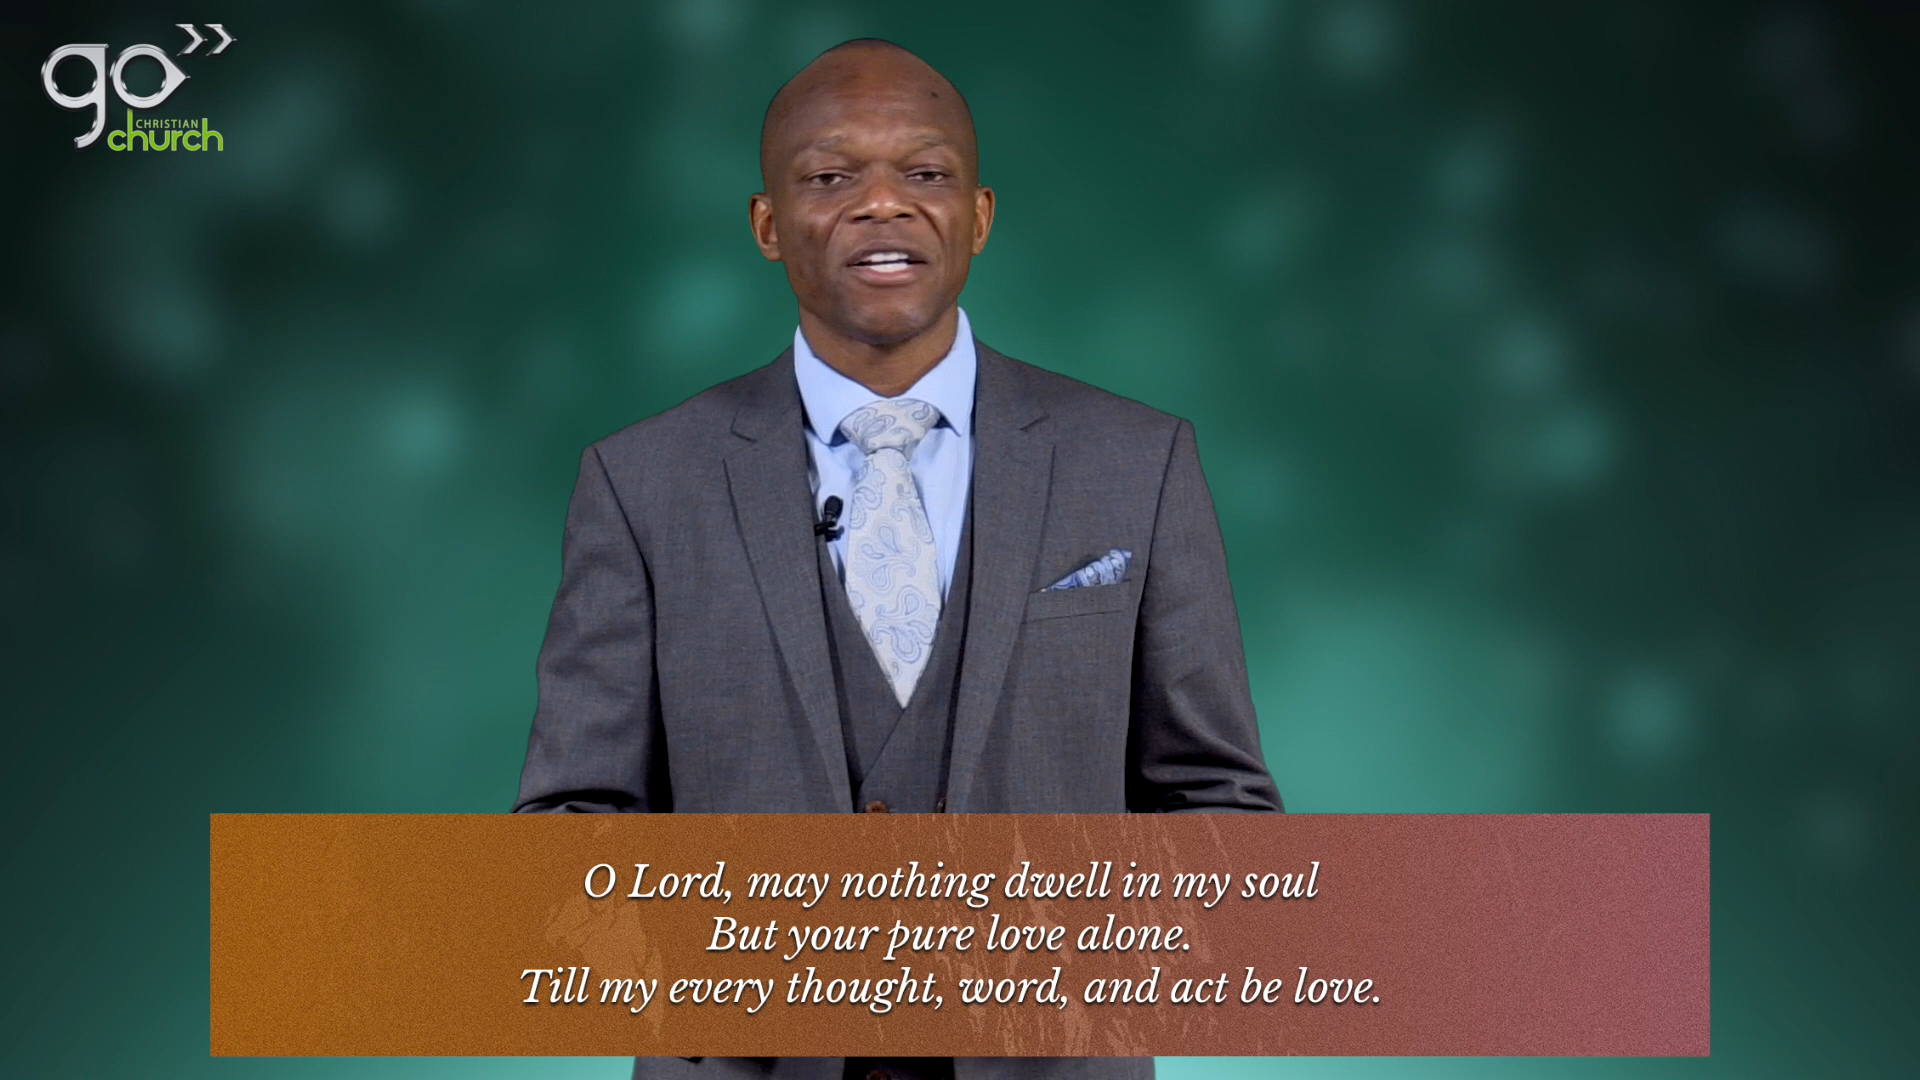 go
CHRISTIAN
church
O Lord, may nothing dwell in my soul
But your pure love alone.
Till my every thought, word, and act be love.